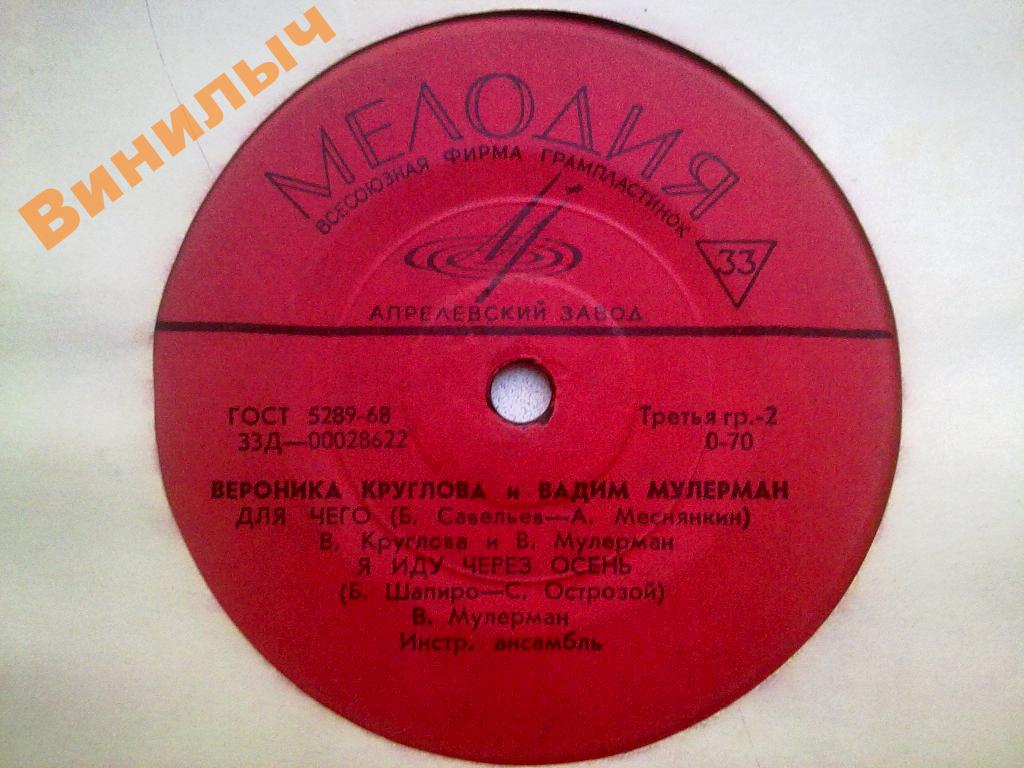 Винилыч
МЕЛОДИЯ
ВСЕСОЮЗНАЯ ФИРМА ГРАМПЛАСТИНОК
33
АПРЕЛЕВСКИЙ ЗАВОД
ГОСТ 5289-68 Третья гр.-2
33Д—00028622 0-70
ВЕРОНИКА КРУГЛОВА и ВАДИМ МУЛЕРМАН
ДЛЯ ЧЕГО (Б. Савельев—А. Меснянкин)
В. Круглова и В. Мулерман
Я ИДУ ЧЕРЕЗ ОСЕНЬ
(Б. Шапиро—С. Острозой)
В. Мулерман
Инстр. ансамбль